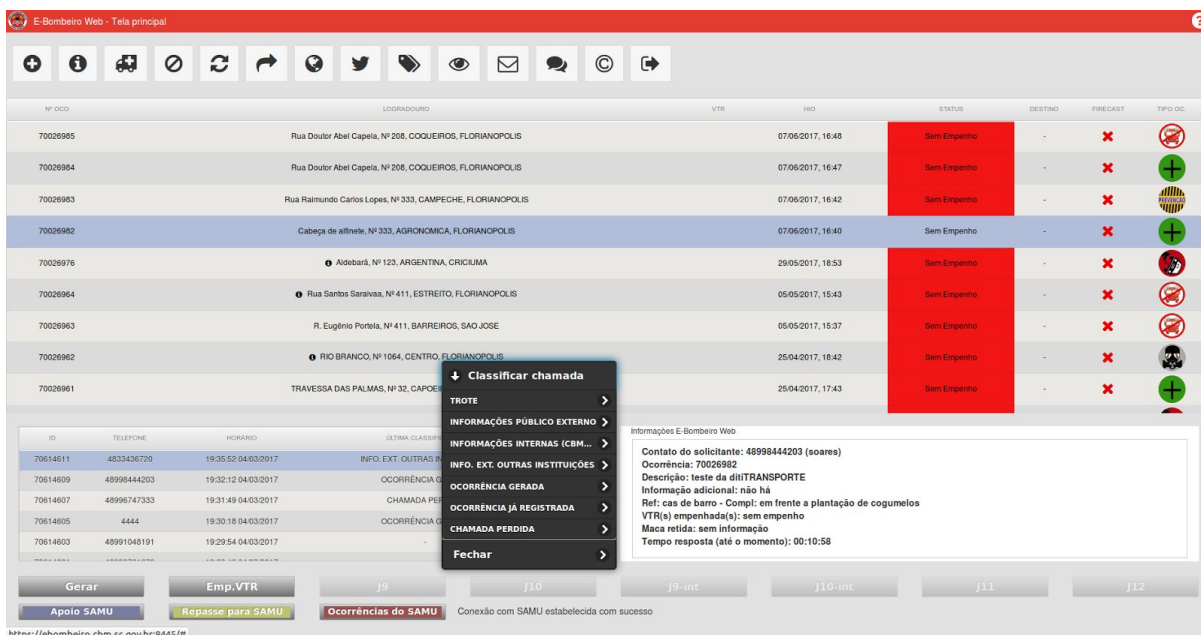 E-Bombeiro Web - Tela principal
Nº OCO LOGRADOURO VTR HIO STATUS DESTINO FIRECAST TIPO OC.
70026985 Rua Doutor Abel Capela, Nº 208, COQUEIROS, FLORIANOPOLIS 07/06/2017, 16:48 Sem Empenho -
70026984 Rua Doutor Abel Capela, Nº 208, COQUEIROS, FLORIANOPOLIS 07/06/2017, 16:47 Sem Empenho -
70026983 Rua Raimundo Carlos Lopes, Nº 333, CAMPECHE, FLORIANOPOLIS 07/06/2017, 16:42 Sem Empenho - PREVENCAO
70026982 Cabeça de alfinete, Nº 333, AGRONOMICA, FLORIANOPOLIS 07/06/2017, 16:40 Sem Empenho -
70026976 Aldebarã, Nº 123, ARGENTINA, CRICIUMA 29/05/2017, 18:53 Sem Empenho -
70026964 Rua Santos Saraivaa, Nº 411, ESTREITO, FLORIANOPOLIS 05/05/2017, 15:43 Sem Empenho -
70026963 R. Eugênio Portela, Nº 411, BARREIROS, SAO JOSE 05/05/2017, 15:37 Sem Empenho -
70026962 RIO BRANCO, Nº 1064, CENTRO, FLORIANOPOLIS 25/04/2017, 18:42 Sem Empenho -
70026961 TRAVESSA DAS PALMAS, Nº 32, CAPOEI 25/04/2017, 17:43 Sem Empenho -
Classificar chamada
TROTE
INFORMAÇÕES PÚBLICO EXTERNO
INFORMAÇÕES INTERNAS (CBM...
INFO. EXT. OUTRAS INSTITUIÇÕES
OCORRÊNCIA GERADA
OCORRÊNCIA JÁ REGISTRADA
CHAMADA PERDIDA
Fechar
ID TELEFONE HORÁRIO ÚLTIMA CLASSIFI
70614611 4833436720 19:35:52 04/03/2017 INFO. EXT. OUTRAS IN
70614609 48998444203 19:32:12 04/03/2017 OCORRÊNCIA G
70614607 48996747333 19:31:49 04/03/2017 CHAMADA PER
70614605 4444 19:30:18 04/03/2017 OCORRÊNCIA G
70614603 48991048191 19:29:54 04/03/2017 -
Informações E-Bombeiro Web
Contato do solicitante: 48998444203 (soares)
Ocorrência: 70026982
Descrição: teste da ditiTRANSPORTE
Informação adicional: não há
Ref: cas de barro - Compl: em frente a plantação de cogumelos
VTR(s) empenhada(s): sem empenho
Maca retida: sem informação
Tempo resposta (até o momento): 00:10:58
Gerar Emp.VTR J9 J10 J9-int J10-int J11 J12
Apoio SAMU Repasse para SAMU Ocorrências do SAMU Conexão com SAMU estabelecida com sucesso
https://ebombeiro.cbm.sc.gov.br:8445/#